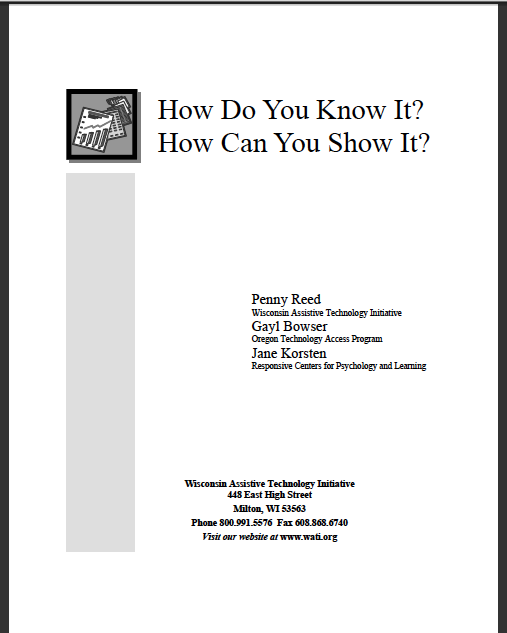 How Do You Know It?
How Can You Show It?
Penny Reed
Wisconsin Assistive Technology Initiative
Gayl Bowser
Oregon Technology Access Program
Jane Korsten
Responsive Centers for Psychology and Learning
Wisconsin Assistive Technology Initiative
448 East High Street
Milton, WI 53563
Phone 800.991.5576 Fax 608.868.6740
Visit our website at www.wati.org